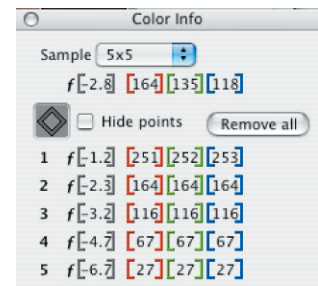 Color Info
Sample 5x5
f[-2.8] [164][135][118]
Hide points Remove all
1 f[-1.2] [251][252][253]
2 f[-2.3] [164][164][164]
3 f[-3.2] [116][116][116]
4 f[-4.7] [67][67][67]
5 f[-6.7] [27][27][27]